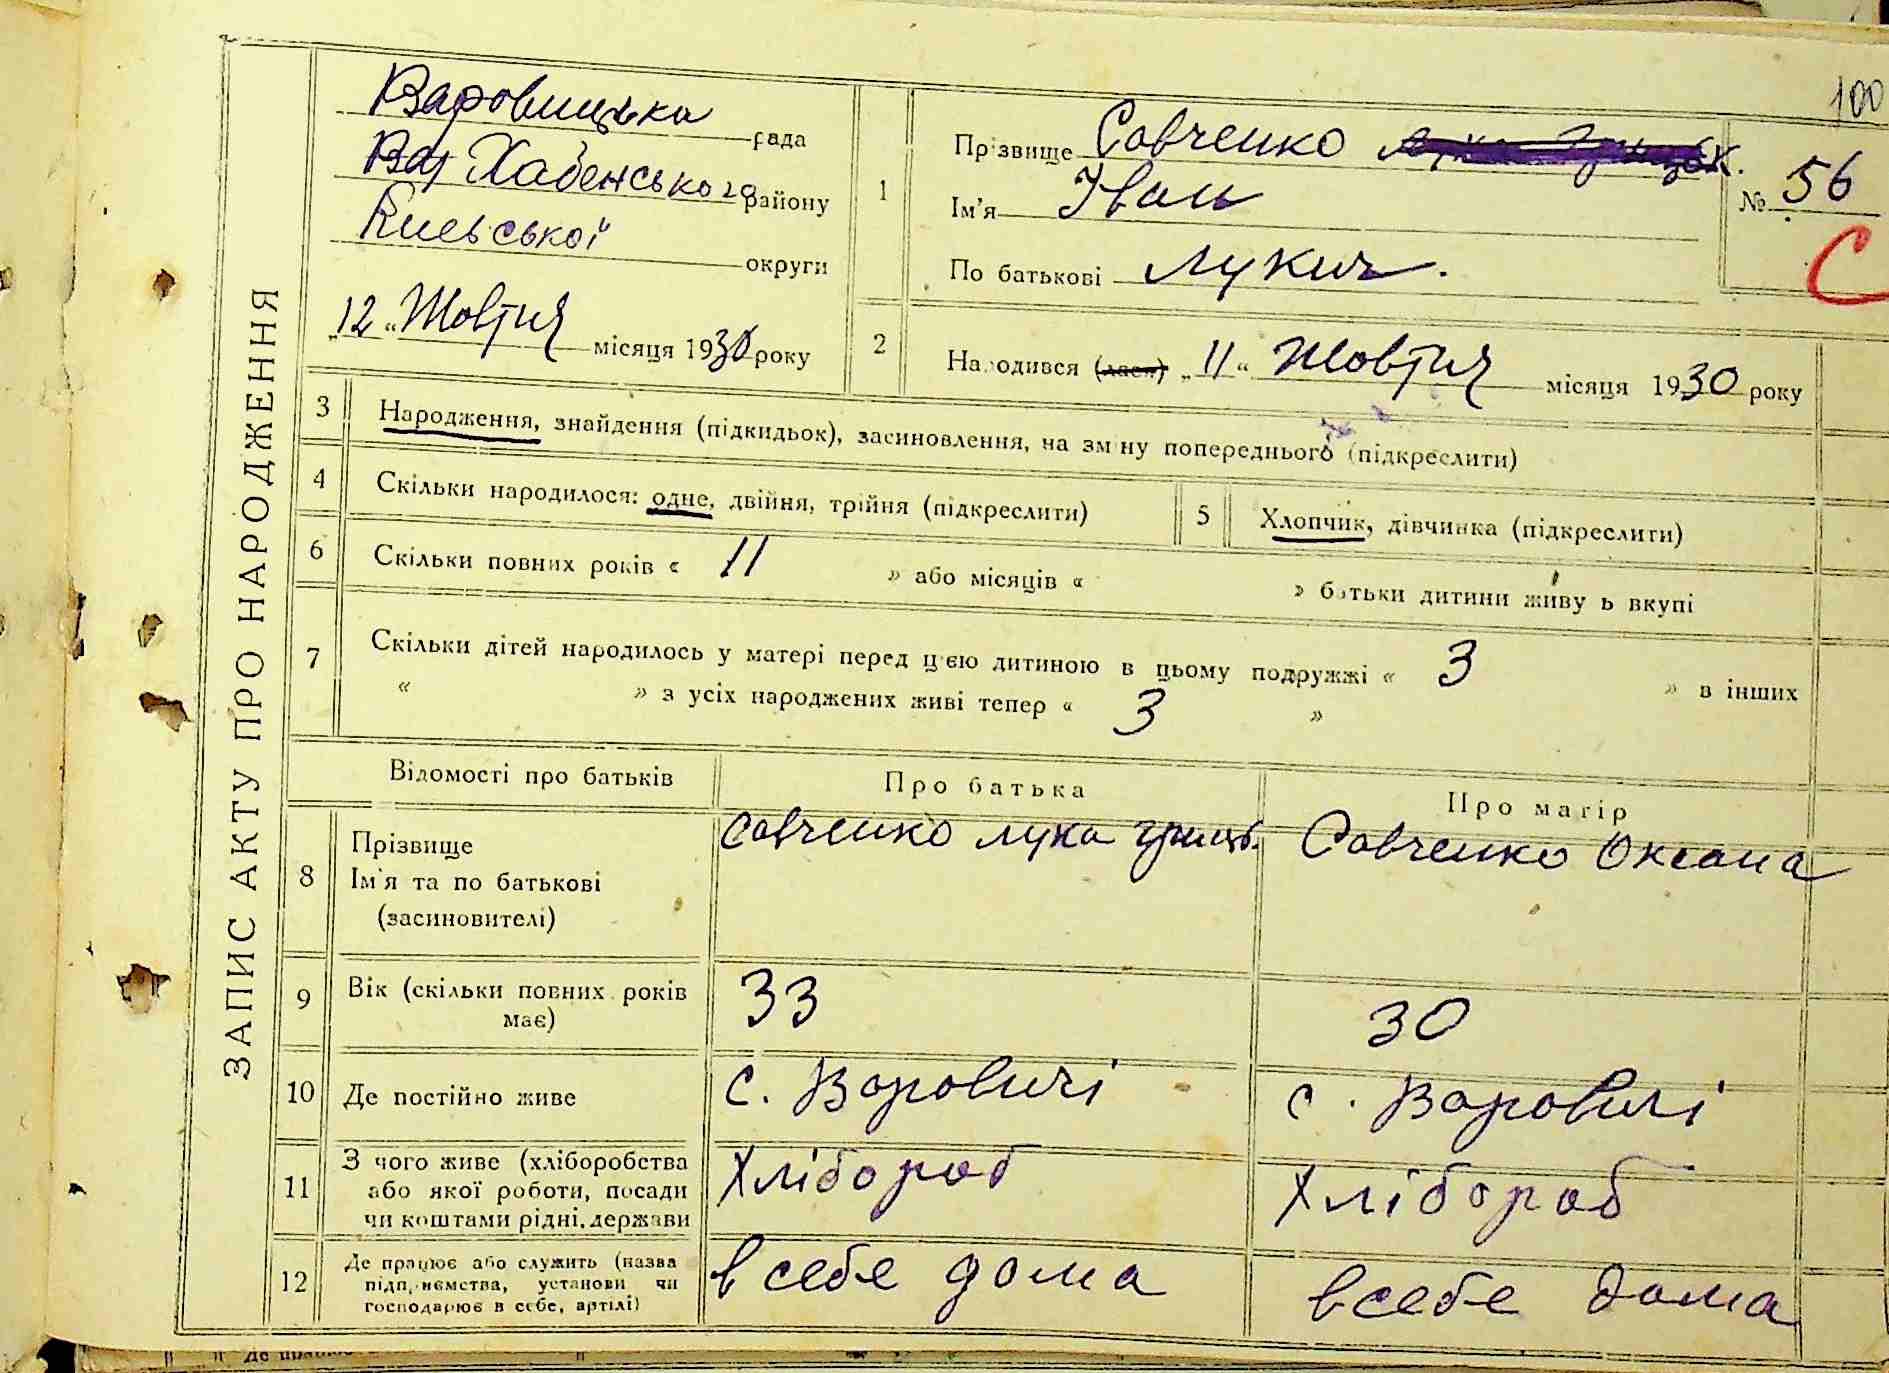 100
ЗАПИС АКТУ ПРО НАРОДЖЕННЯ
Варовицька рада
Хабенського району
Київської округи
„12“ Жовтня місяця 1930 року
1
Прізвище Савченко
Ім'я Іван
По батькові Лукич.
№ 56
С
2
Народився (лася) „11“ Жовтня місяця 1930 року
3 Народження, знайдення (підкидьок), засиновлення, на зміну попереднього (підкреслити)
4 Скільки народилося: одне, двійня, трійня (підкреслити)
5 Хлопчик, дівчинка (підкреслити)
6 Скільки повних років « 11 » або місяців « » батьки дитини живуть вкупі
7 Скільки дітей народилось у матері перед цією дитиною в цьому подружжі « 3 » в інших
« » з усіх народжених живі тепер « 3 »
Відомості про батьків Про батька Про матір
8 Прізвище
Ім'я та по батькові
(засиновителі)
Савченко Лука Гриць.
Савченко Оксана
9 Вік (скільки повних років
має)
33
30
10 Де постійно живе
с. Варовичі
с. Варовичі
11 З чого живе (хліборобства
або якої роботи, посади
чи коштами рідні, держави
Хлібороб
Хлібороб
12 Де працює або служить (назва
підприємства, установи чи
господарює в себе, артілі)
в себе дома
в себе дома